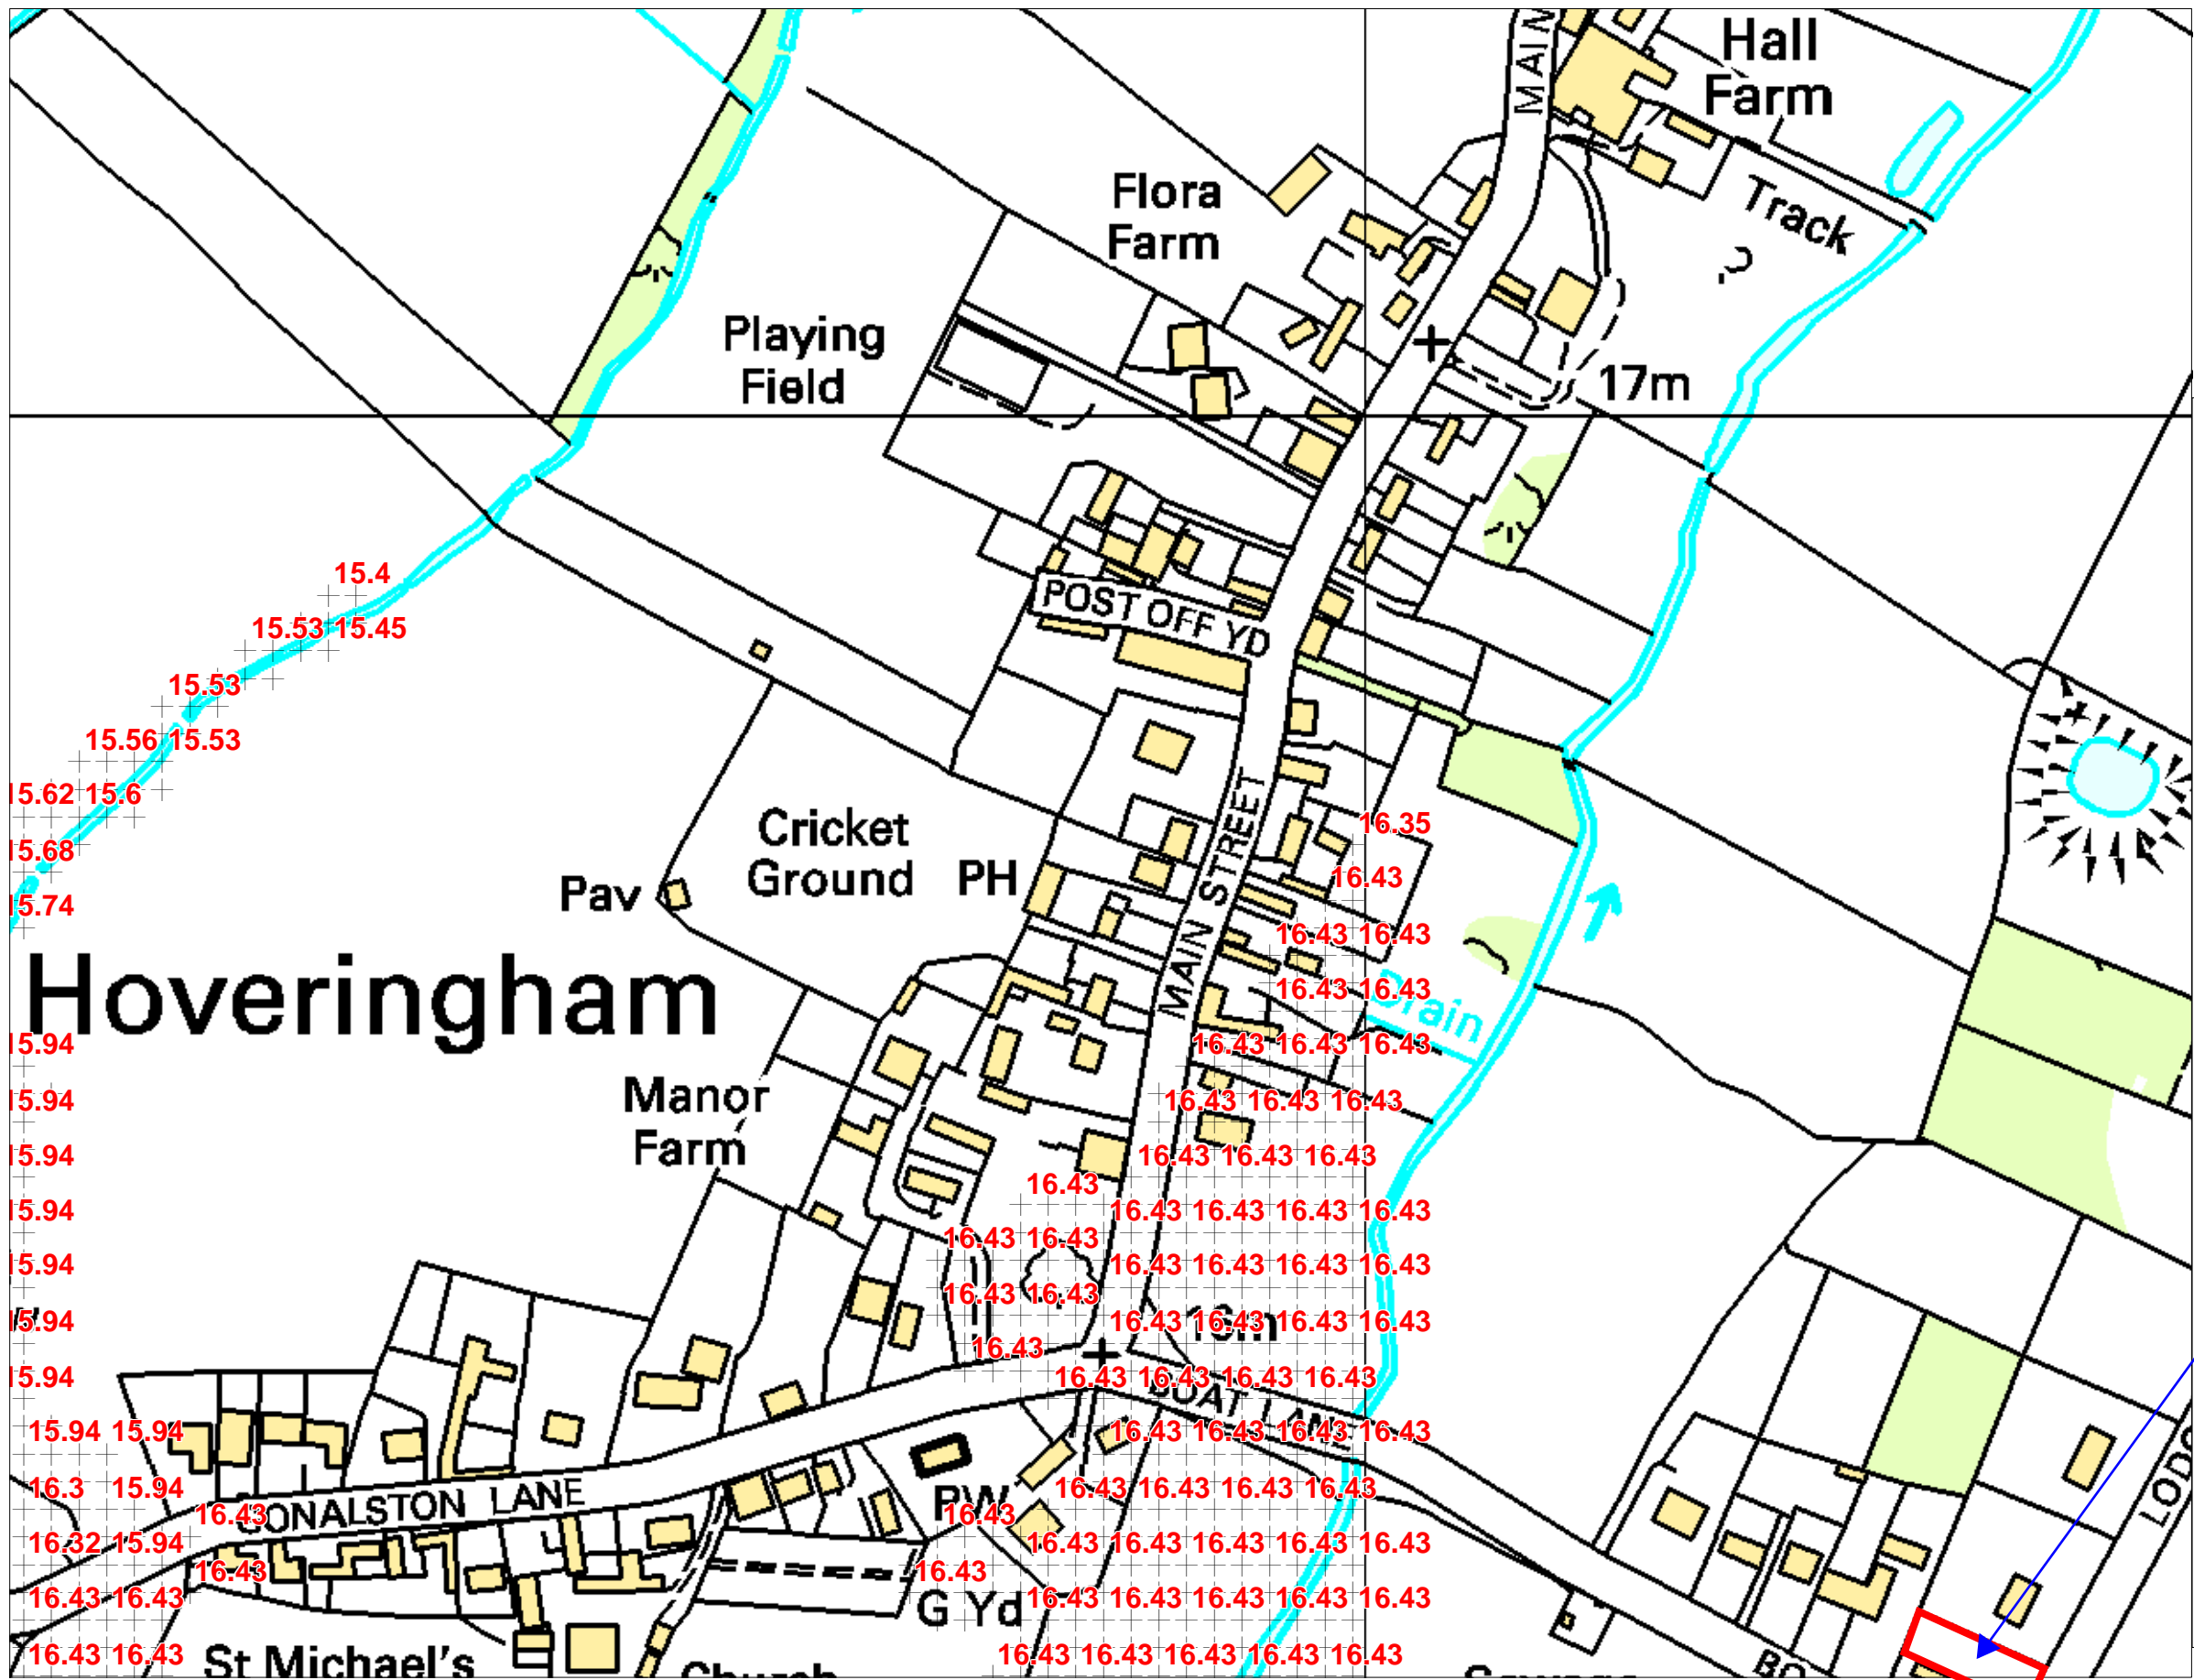 MAIN
Hall
Farm
Flora
Farm
Track
Playing
Field
17m
15.4
POST OFF YD
15.53 15.45
15.53
15.56 15.53
15.62 15.6
MAIN STREET
Cricket
Ground
PH
16.35
15.68
16.43
Pav
15.74
16.43 16.43
Hoveringham
16.43 16.43
Drain
15.94
16.43 16.43 16.43
Manor
Farm
15.94
16.43 16.43 16.43
15.94
16.43 16.43 16.43
16.43
15.94
16.43 16.43 16.43 16.43
16.43 16.43
15.94
16.43 16.43 16.43 16.43
16.43 16.43
15.94
16m
16.43 16.43 16.43 16.43
16.43
15.94
16.43 16.43 16.43 16.43
BOAT LANE
15.94 15.94
16.43 16.43 16.43 16.43
16.3 15.94
GONALSTON LANE
16.43 16.43 16.43 16.43
16.43
PW
16.43
16.32 15.94
16.43 16.43 16.43 16.43 16.43
16.43
16.43
16.43 16.43
G Yd
16.43 16.43 16.43 16.43 16.43
16.43 16.43
St Michael's
Church
16.43 16.43 16.43 16.43 16.43
BO
LODG